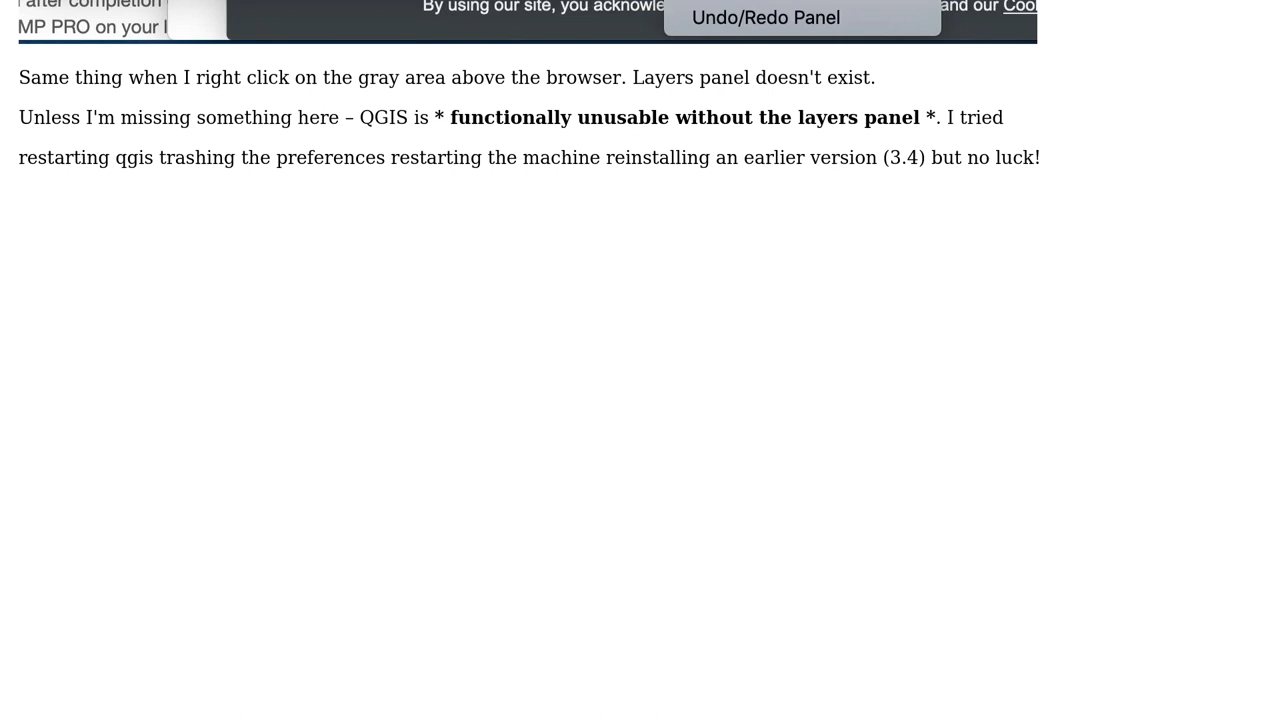 after completion
By using our site, you acknowle
Undo/Redo Panel
and our Coo
MP PRO on your l
Same thing when I right click on the gray area above the browser. Layers panel doesn't exist.
Unless I'm missing something here – QGIS is * functionally unusable without the layers panel *. I tried
restarting qgis trashing the preferences restarting the machine reinstalling an earlier version (3.4) but no luck!